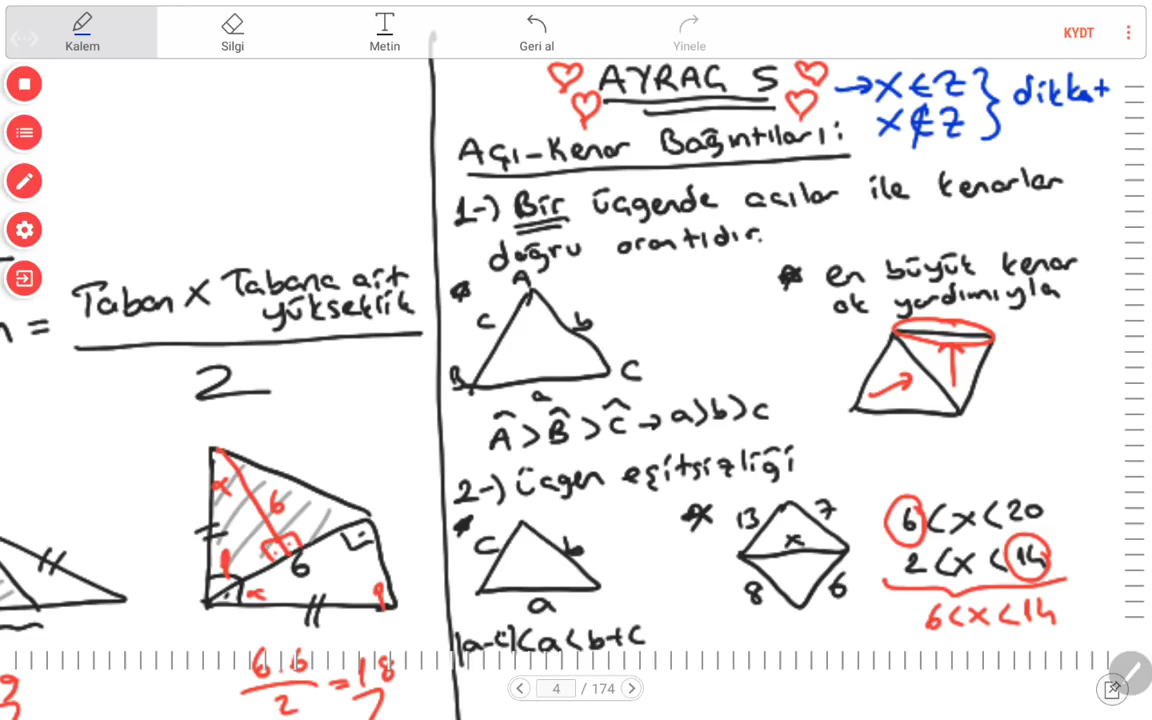 Kalem
Silgi
Metin
Geri al
Yinele
KYDT
= Taban X Tabana ait
yükseklik
2
α
6
β
6
α
β
6.6
2
= 18
AYRAÇ 5
→ X ∈ Z
X ∉ Z
} dikkat
Açı-Kenar Bağıntıları:
1-) Bir üçgende açılar ile kenarlar
doğru orantıdır.
A
c
b
B
a
C
Â > B̂ > Ĉ → a > b > c
* en büyük kenar
ok yardımıyla
2-) Üçgen eşitsizliği
c
b
a
|a-c| < a < b+c
* 13
7
x
8
6
6 < x < 20
2 < x < 14
6 < x < 14
4 / 174